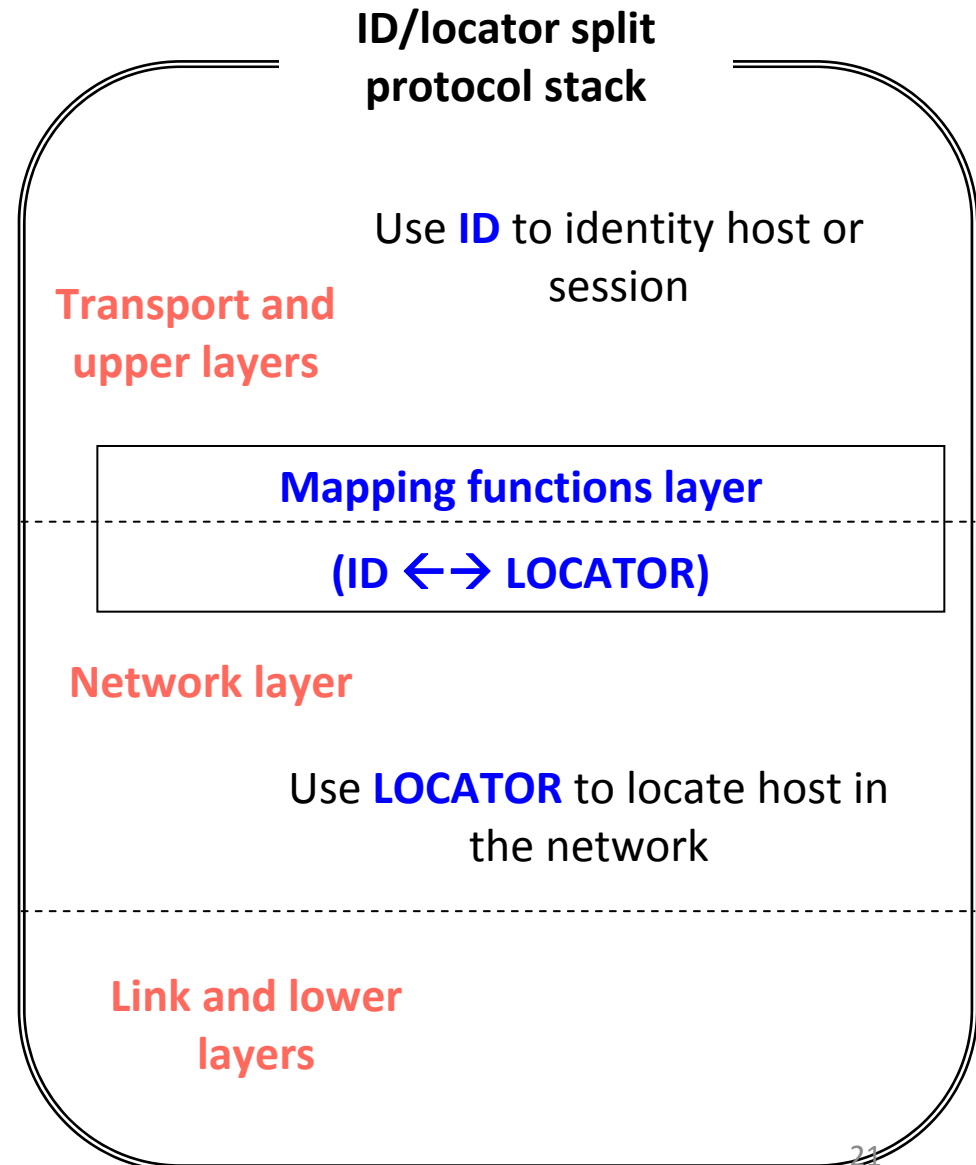 ID/locator split
protocol stack
Use ID to identity host or
session
Transport and
upper layers
Mapping functions layer
(ID ←→ LOCATOR)
Network layer
Use LOCATOR to locate host in
the network
Link and lower
layers
21